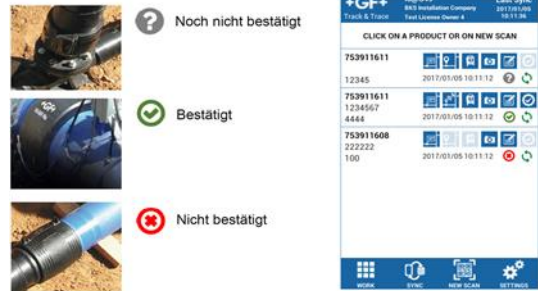 Noch nicht bestätigt
Bestätigt
Nicht bestätigt
+GF+
Track & Trace
BKS Installation Company
Test License Owner A
Last Sync
2017/01/05
10:11:36
CLICK ON A PRODUCT OR ON NEW SCAN
753911611
12345
2017/01/05 10:11:12
753911611
1234567
4444
2017/01/05 10:11:12
753911608
222222
100
2017/01/05 10:11:12
WORK
SYNC
NEW SCAN
SETTINGS